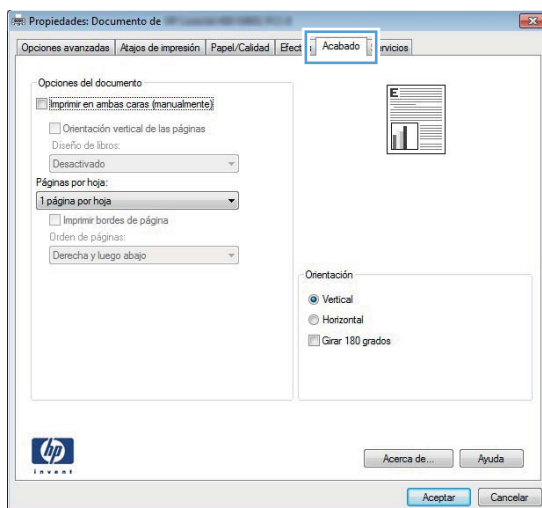 Propiedades: Documento de
Opciones avanzadas Atajos de impresión Papel/Calidad Acabado
Opciones del documento
Imprimir en ambas caras (manualmente)
Orientación vertical de las páginas
Diseño de libros:
Desactivado
Páginas por hoja:
1 página por hoja
Imprimir bordes de página
Orden de páginas:
Derecha y luego abajo
E
Orientación
Vertical
Horizontal
Girar 180 grados
hp
invent
Acerca de... Ayuda
Aceptar Cancelar